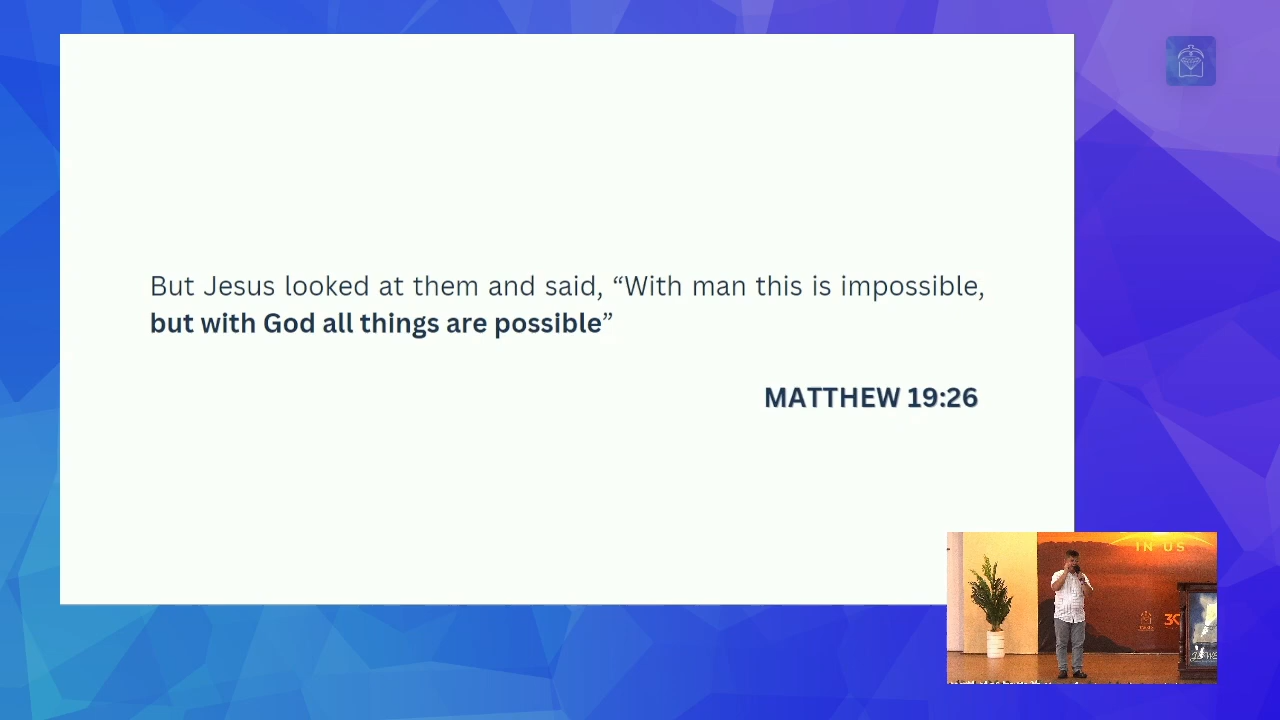 But Jesus looked at them and said, “With man this is impossible,
but with God all things are possible”
MATTHEW 19:26
IN US